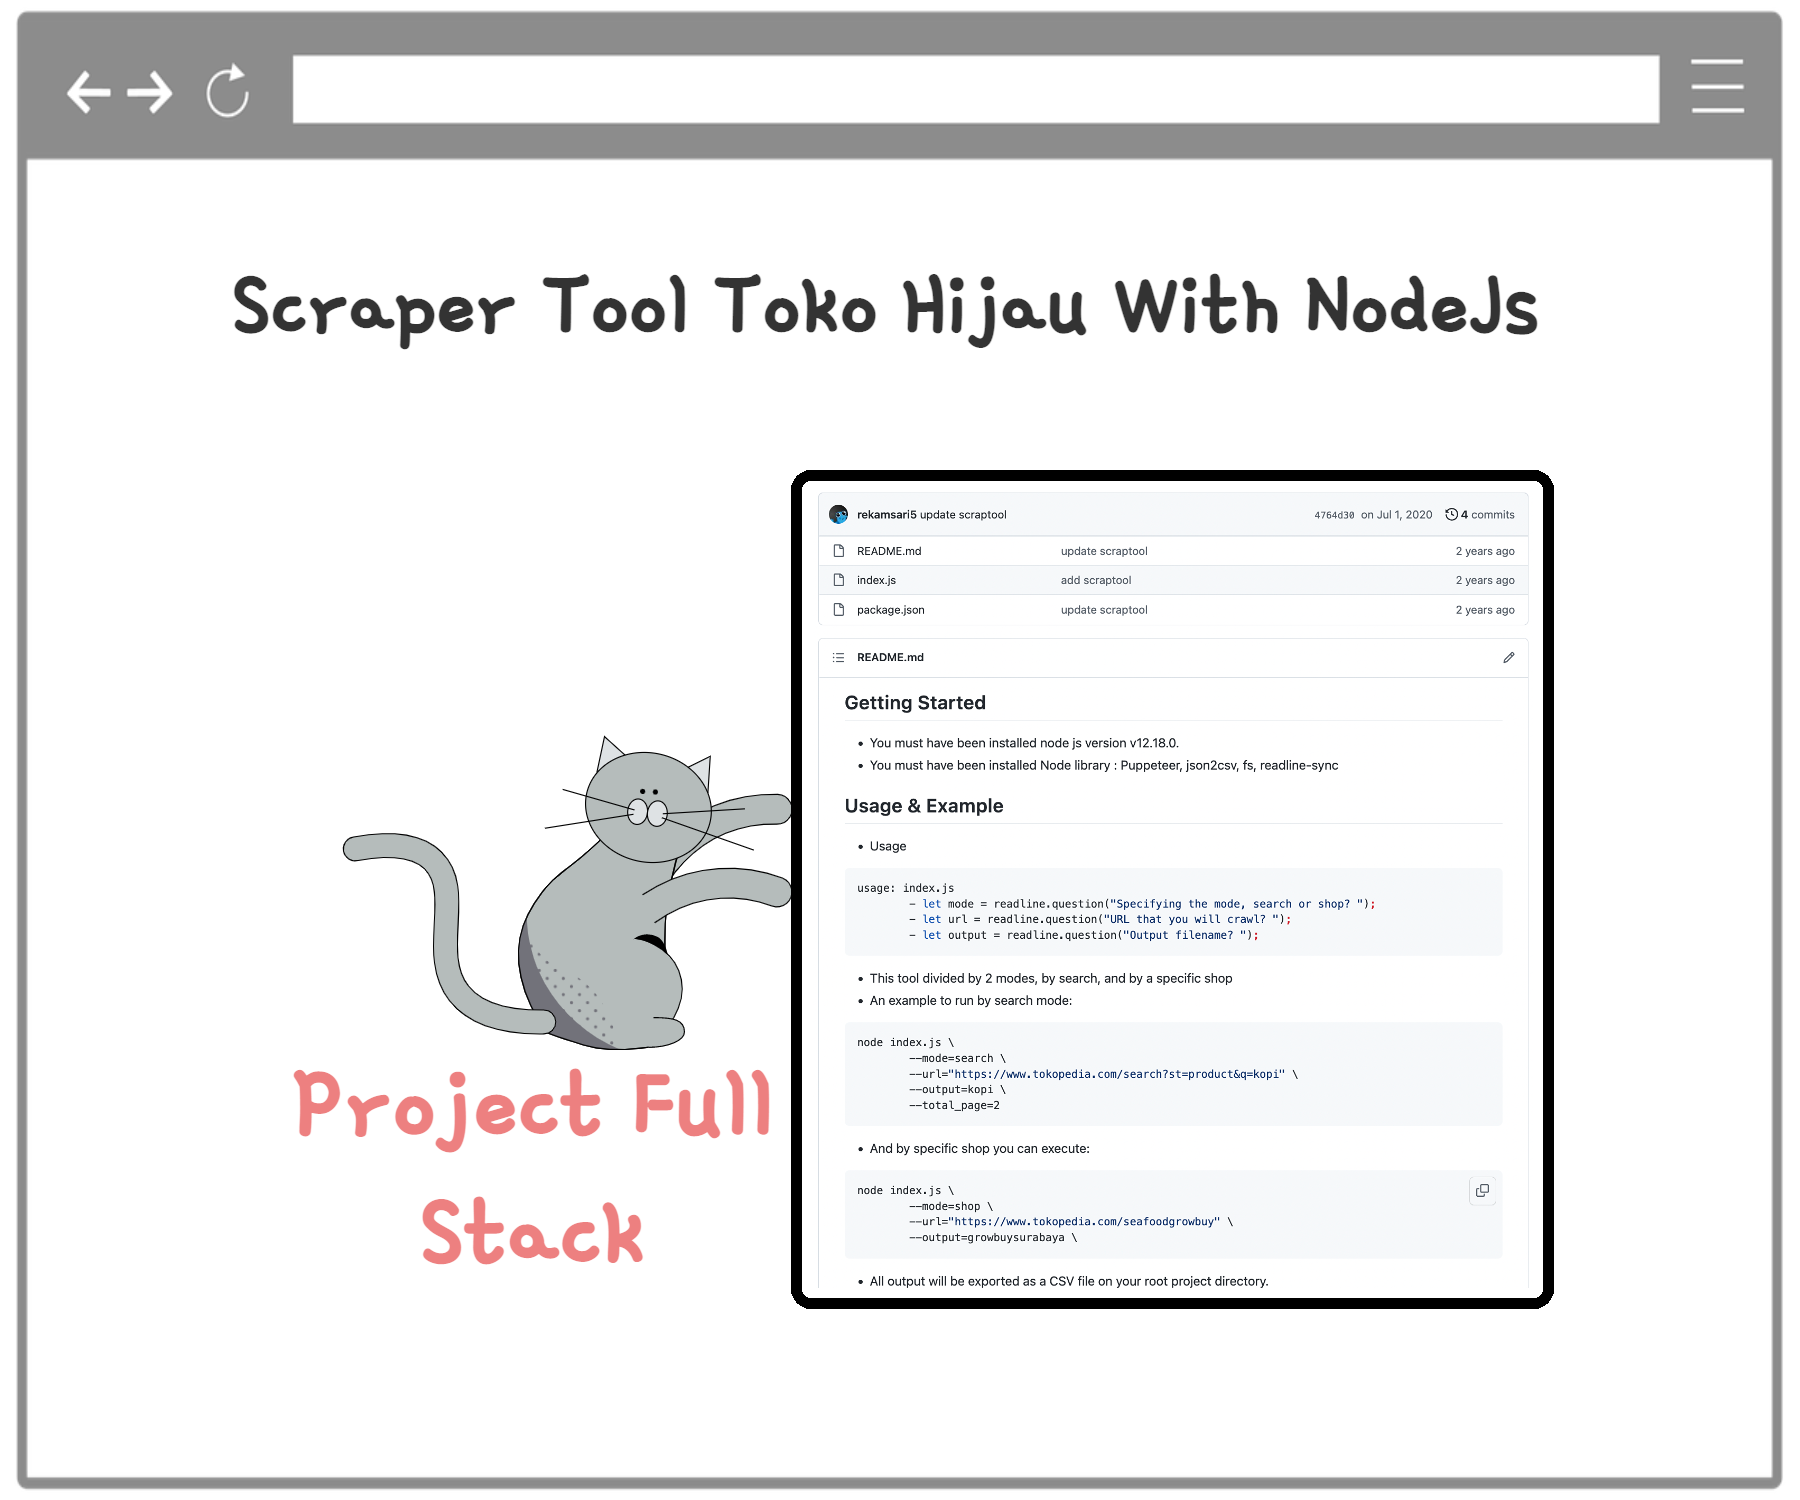 Scraper Tool Toko Hijau With NodeJs
rekamsari5 update scraptool 4764d30 on Jul 1, 2020 4 commits
README.md update scraptool 2 years ago
index.js add scraptool 2 years ago
package.json update scraptool 2 years ago
README.md
Getting Started
• You must have been installed node js version v12.18.0.
• You must have been installed Node library : Puppeteer, json2csv, fs, readline-sync
Usage & Example
• Usage
usage: index.js
- let mode = readline.question("Specifying the mode, search or shop? ");
- let url = readline.question("URL that you will crawl? ");
- let output = readline.question("Output filename? ");
• This tool divided by 2 modes, by search, and by a specific shop
• An example to run by search mode:
node index.js \
--mode=search \
--url="https://www.tokopedia.com/search?st=product&q=kopi" \
--output=kopi \
--total_page=2
• And by specific shop you can execute:
node index.js \
--mode=shop \
--url="https://www.tokopedia.com/seafoodgrowbuy" \
--output=growbuysurabaya \
• All output will be exported as a CSV file on your root project directory.
Project Full
Stack